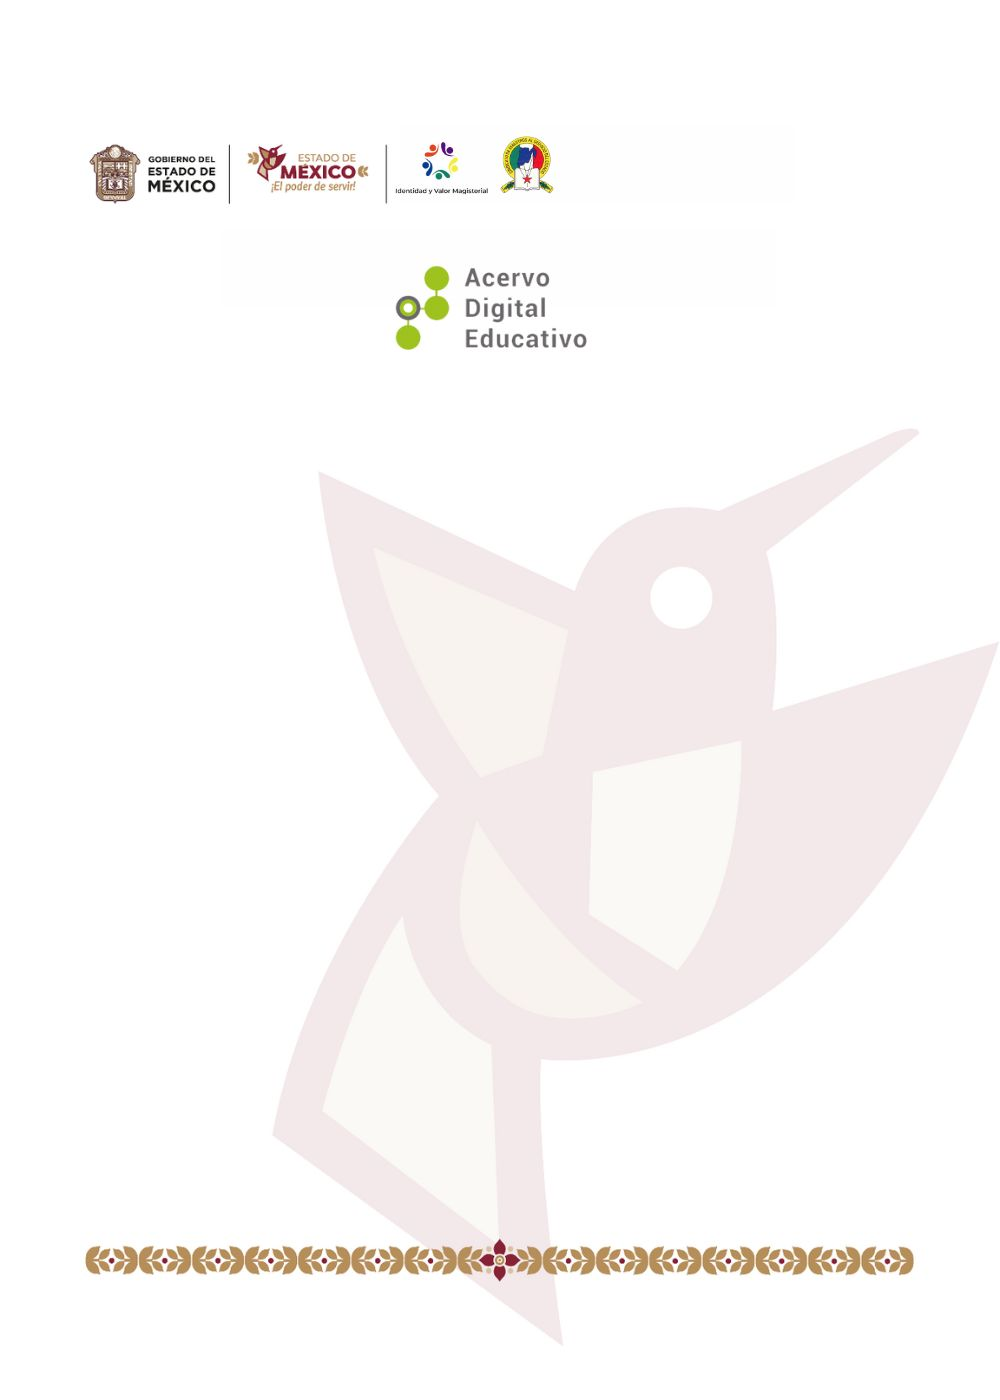 GOBIERNO DEL
ESTADO DE
MÉXICO
ESTADO DE
MÉXICO
¡El poder de servir!
Identidad y Valor Magisterial
Acervo
Digital
Educativo